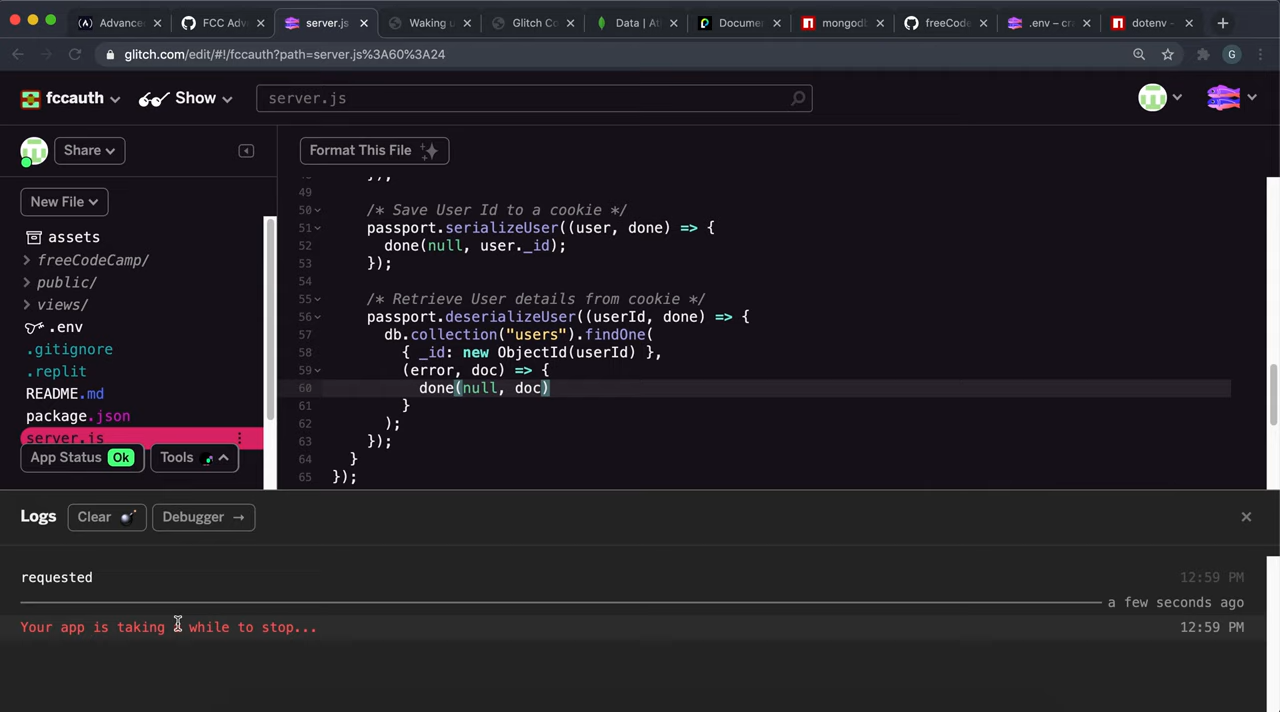 Advance
FCC Adv
server.js
Waking u
Glitch Co
Data | At
Docume
mongodb
freeCode
.env – cr
dotenv -
glitch.com/edit/#!/fccauth?path=server.js%3A60%3A24
G
fccauth
Show
server.js
Share
Format This File
New File
assets
freeCodeCamp/
public/
views/
.env
.gitignore
.replit
README.md
package.json
server.js
App Status Ok
Tools
49
50 /* Save User Id to a cookie */
51 passport.serializeUser((user, done) => {
52 done(null, user._id);
53 });
54
55 /* Retrieve User details from cookie */
56 passport.deserializeUser((userId, done) => {
57 db.collection("users").findOne(
58 { _id: new ObjectId(userId) },
59 (error, doc) => {
60 done(null, doc)
61 }
62 );
63 });
64 }
65 });
Logs
Clear
Debugger →
requested 12:59 PM
a few seconds ago
Your app is taking a while to stop... 12:59 PM